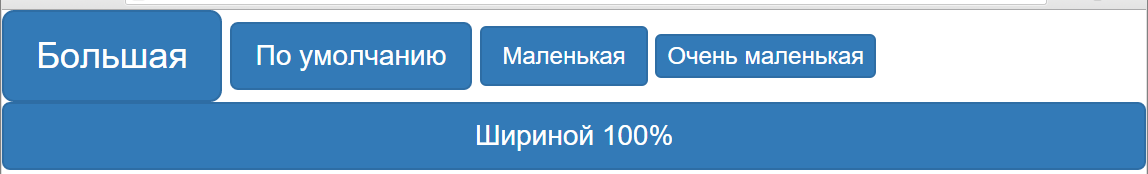 Большая По умолчанию Маленькая Очень маленькая
Шириной 100%